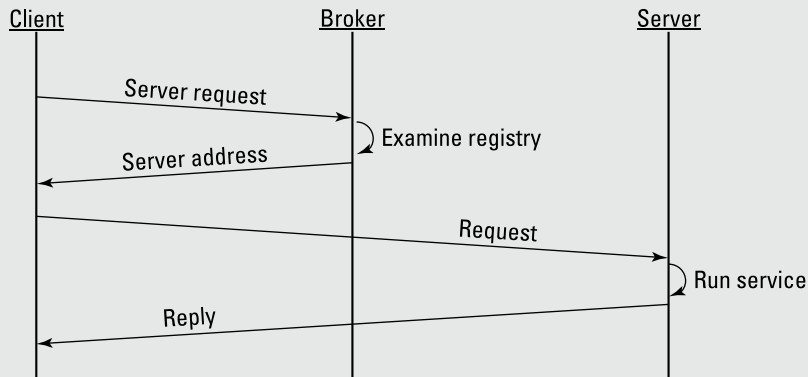 Client
Broker
Server
Server request
Examine registry
Server address
Request
Run service
Reply